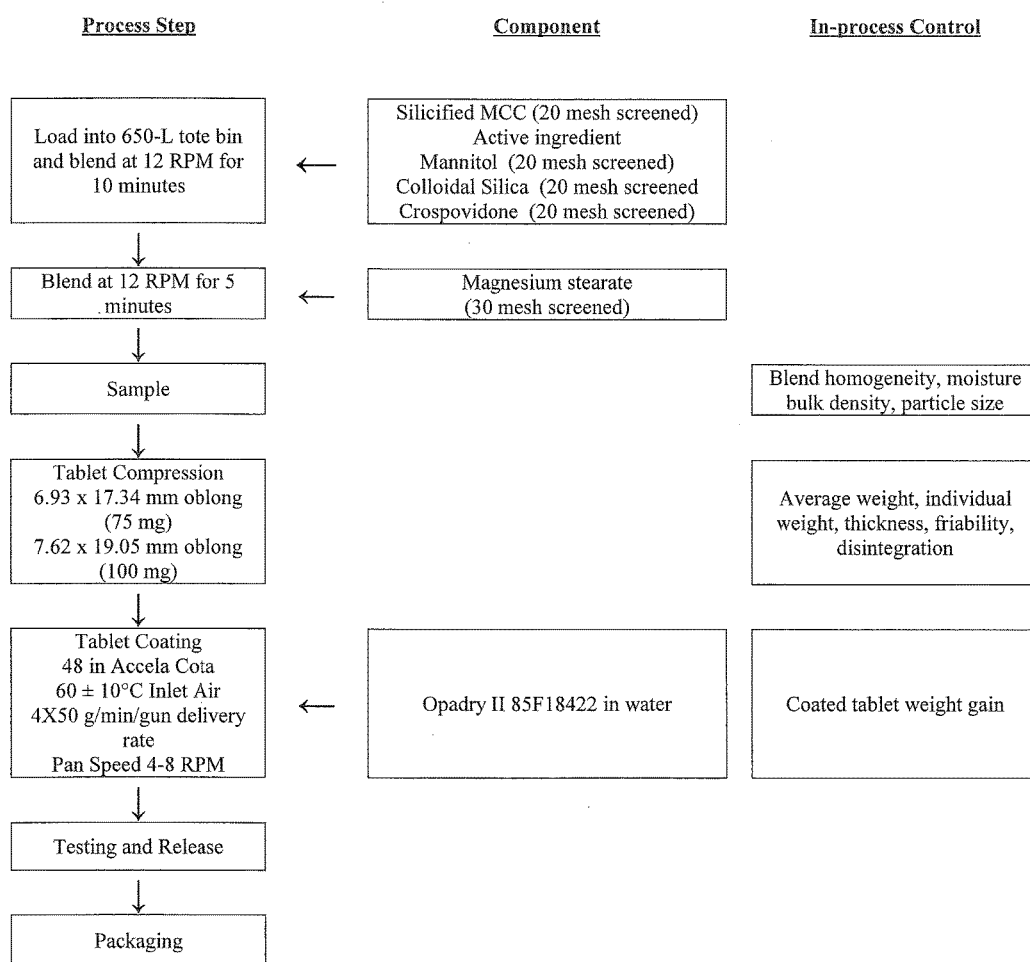 Process Step
Component
In-process Control
Load into 650-L tote bin
and blend at 12 RPM for
10 minutes
Silicified MCC (20 mesh screened)
Active ingredient
Mannitol (20 mesh screened)
Colloidal Silica (20 mesh screened
Crospovidone (20 mesh screened)
Blend at 12 RPM for 5
minutes
Magnesium stearate
(30 mesh screened)
Sample
Blend homogeneity, moisture
bulk density, particle size
Tablet Compression
6.93 x 17.34 mm oblong
(75 mg)
7.62 x 19.05 mm oblong
(100 mg)
Average weight, individual
weight, thickness, friability,
disintegration
Tablet Coating
48 in Accela Cota
60 ± 10°C Inlet Air
4X50 g/min/gun delivery
rate
Pan Speed 4-8 RPM
Opadry II 85F18422 in water
Coated tablet weight gain
Testing and Release
Packaging